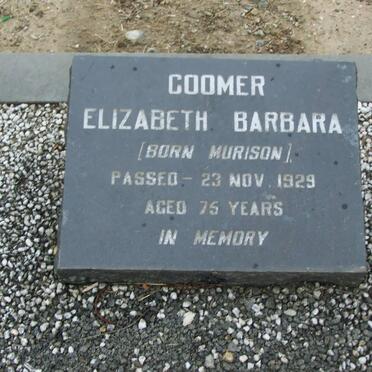 COOMER
ELIZABETH BARBARA
[BORN MURISON]
PASSED - 23 NOV. 1929
AGED 75 YEARS
IN MEMORY